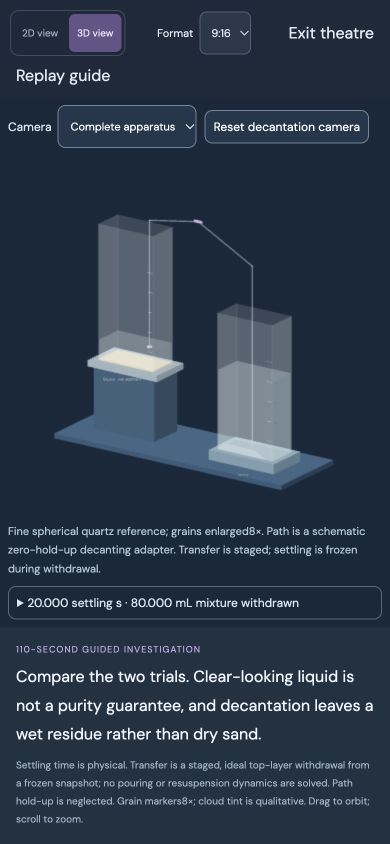 2D view 3D view Format 9:16 Exit theatre
Replay guide
Camera Complete apparatus Reset decantation camera
Fine spherical quartz reference; grains enlarged8×. Path is a schematic
zero-hold-up decanting adapter. Transfer is staged; settling is frozen
during withdrawal.
20.000 settling s · 80.000 mL mixture withdrawn
110-SECOND GUIDED INVESTIGATION
Compare the two trials. Clear-looking liquid is
not a purity guarantee, and decantation leaves a
wet residue rather than dry sand.
Settling time is physical. Transfer is a staged, ideal top-layer withdrawal from
a frozen snapshot; no pouring or resuspension dynamics are solved. Path
hold-up is neglected. Grain markers8×; cloud tint is qualitative. Drag to orbit;
scroll to zoom.